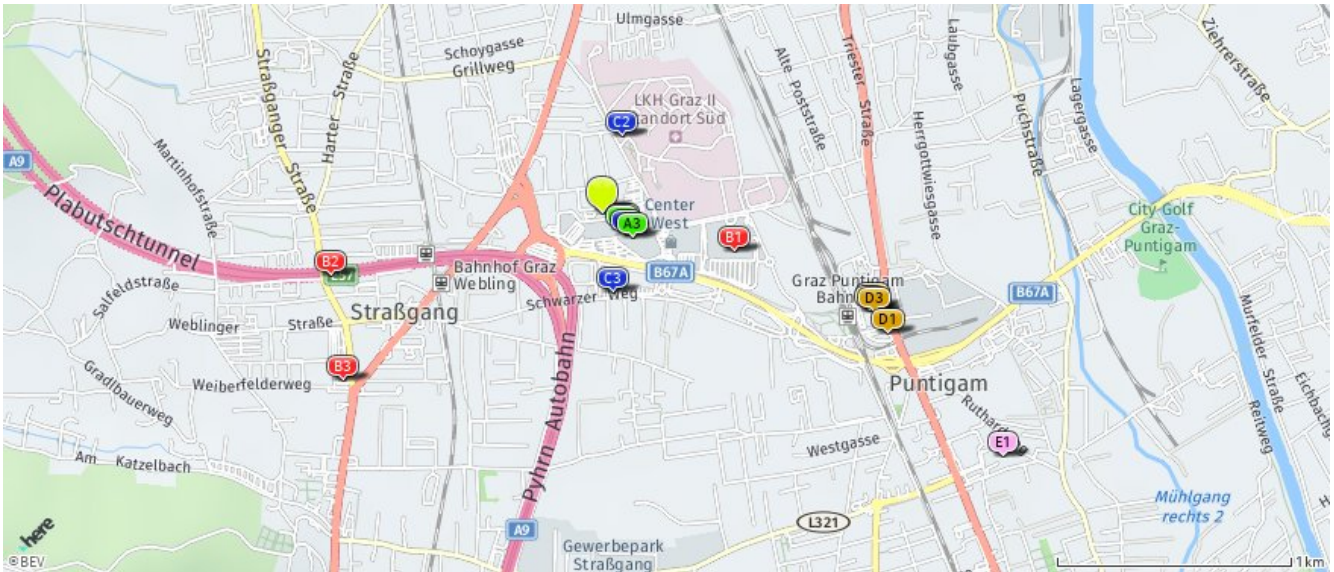 Ulmgasse
Schoygasse
Grillweg
Straßganger Straße
Harter Straße
Alte Poststraße
Triester Straße
Laubgasse
Ziehrerstraße
Lagergasse
Puchstraße
Herrgottwiesgasse
LKH Graz II
tandort Süd
C2
A9
Martinhofstraße
Plabutschtunnel
Center
West
A3
B1
City Golf
Graz-
Puntigam
B2
Bahnhof Graz
Webling
C3
B67A
Schwarzer Weg
Graz Puntigam
Bahn
D3
D1
B67A
Salfeldstraße
Weblinger Straße
Straßgang
Murfelder Straße
B3
Weiberfelderweg
Gradlbauerweg
Pyhrn Autobahn
Puntigam
Reitweg
Ruthard
E1
Westgasse
Am Katzelbach
Mühlgang
rechts 2
L321
A9
Gewerbepark
Straßgang
here
©BEV
1km